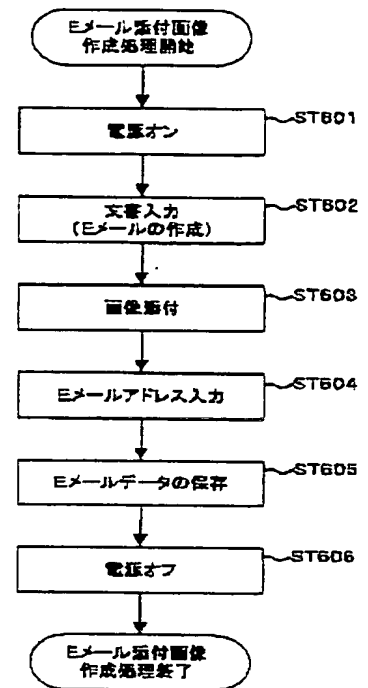 Eメール添付画像
作成処理開始
電源オン
ST601
文書入力
(Eメールの作成)
ST602
画像添付
ST603
Eメールアドレス入力
ST604
Eメールデータの保存
ST605
電源オフ
ST606
Eメール添付画像
作成処理終了